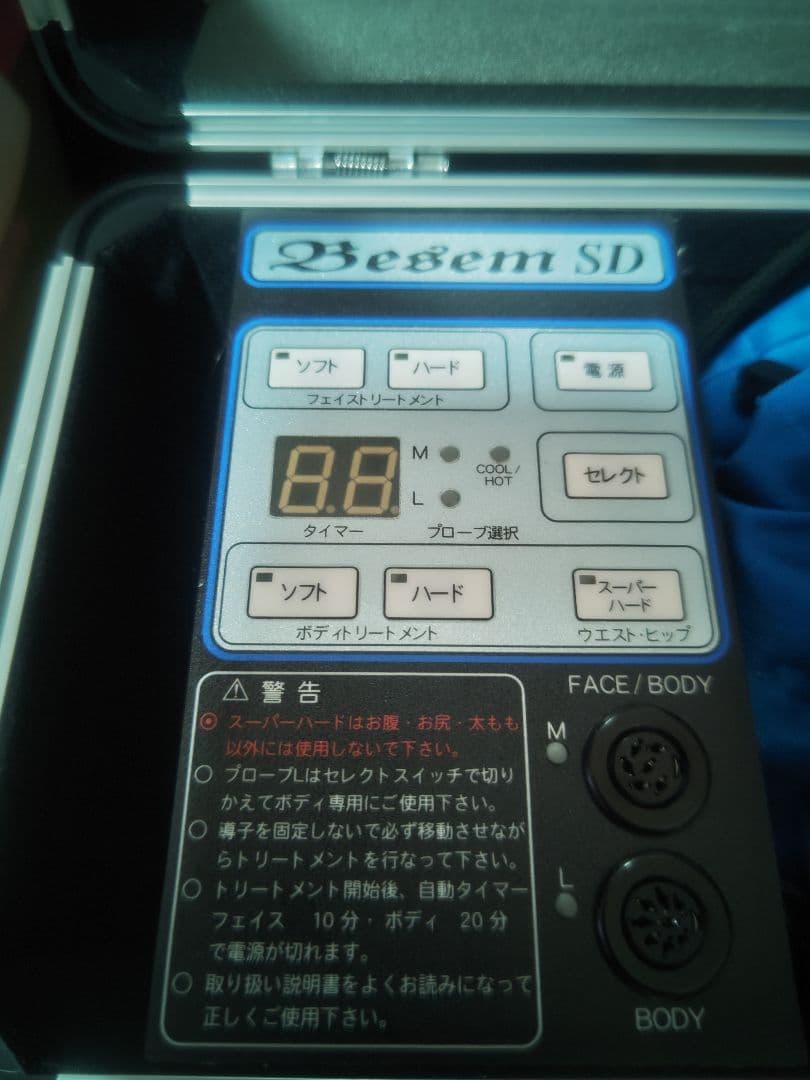 Besem SD
ソフト ハード 電源
フェイストリートメント
88 M COOL/
HOT セレクト
L
タイマー プローブ選択
ソフト ハード スーパー
ハード
ボディトリートメント ウエスト・ヒップ
⚠ 警告
◉ スーパーハードはお腹・お尻・太もも
以外には使用しないで下さい。
○ プローブLはセレクトスイッチで切り
かえてボディ専用にご使用下さい。
○ 導子を固定しないで必ず移動させなが
らトリートメントを行なって下さい。
○ トリートメント開始後、自動タイマー
フェイス 10分・ボディ 20分
で電源が切れます。
○ 取り扱い説明書をよくお読みになって
正しくご使用下さい。
FACE/BODY
M
L
BODY